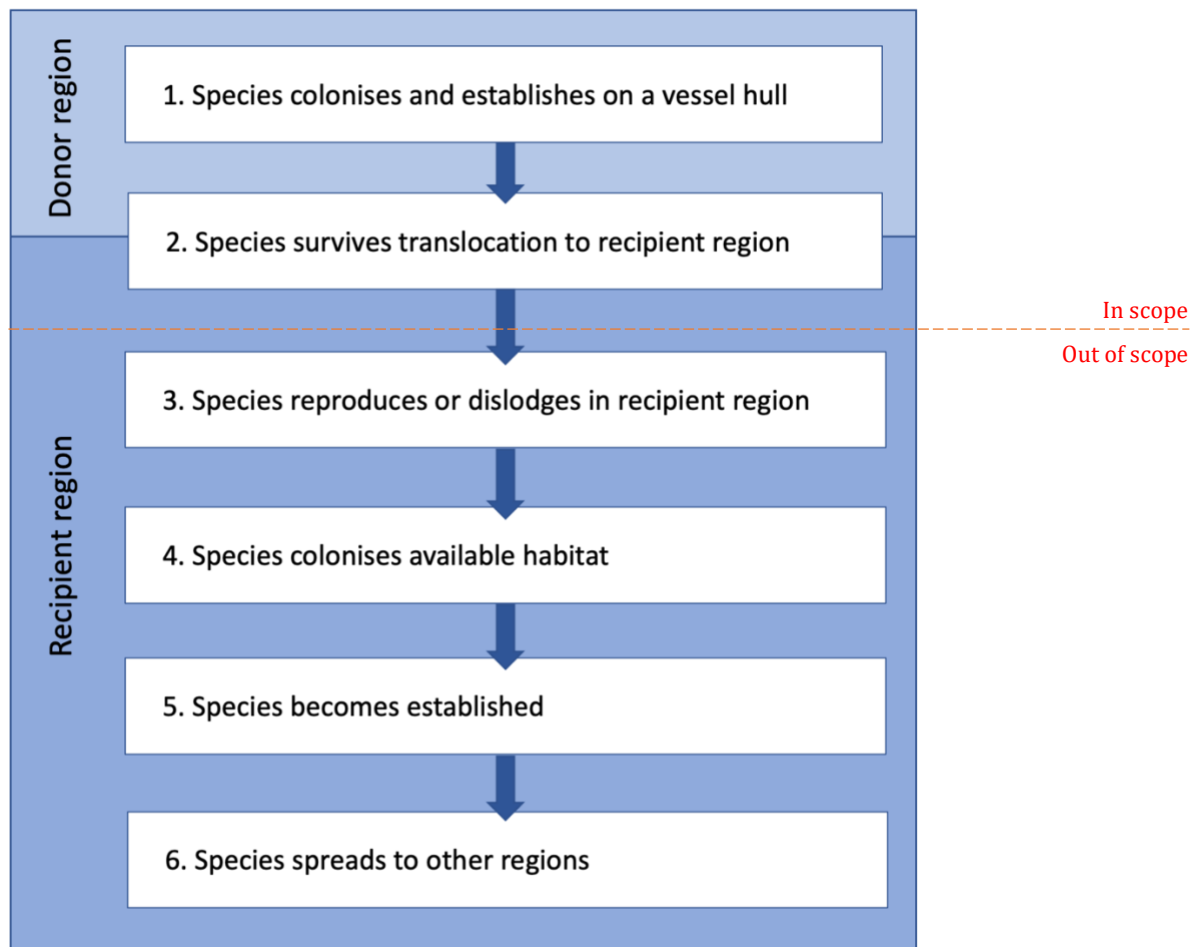 Donor region
1. Species colonises and establishes on a vessel hull
2. Species survives translocation to recipient region
In scope
Out of scope
Recipient region
3. Species reproduces or dislodges in recipient region
4. Species colonises available habitat
5. Species becomes established
6. Species spreads to other regions